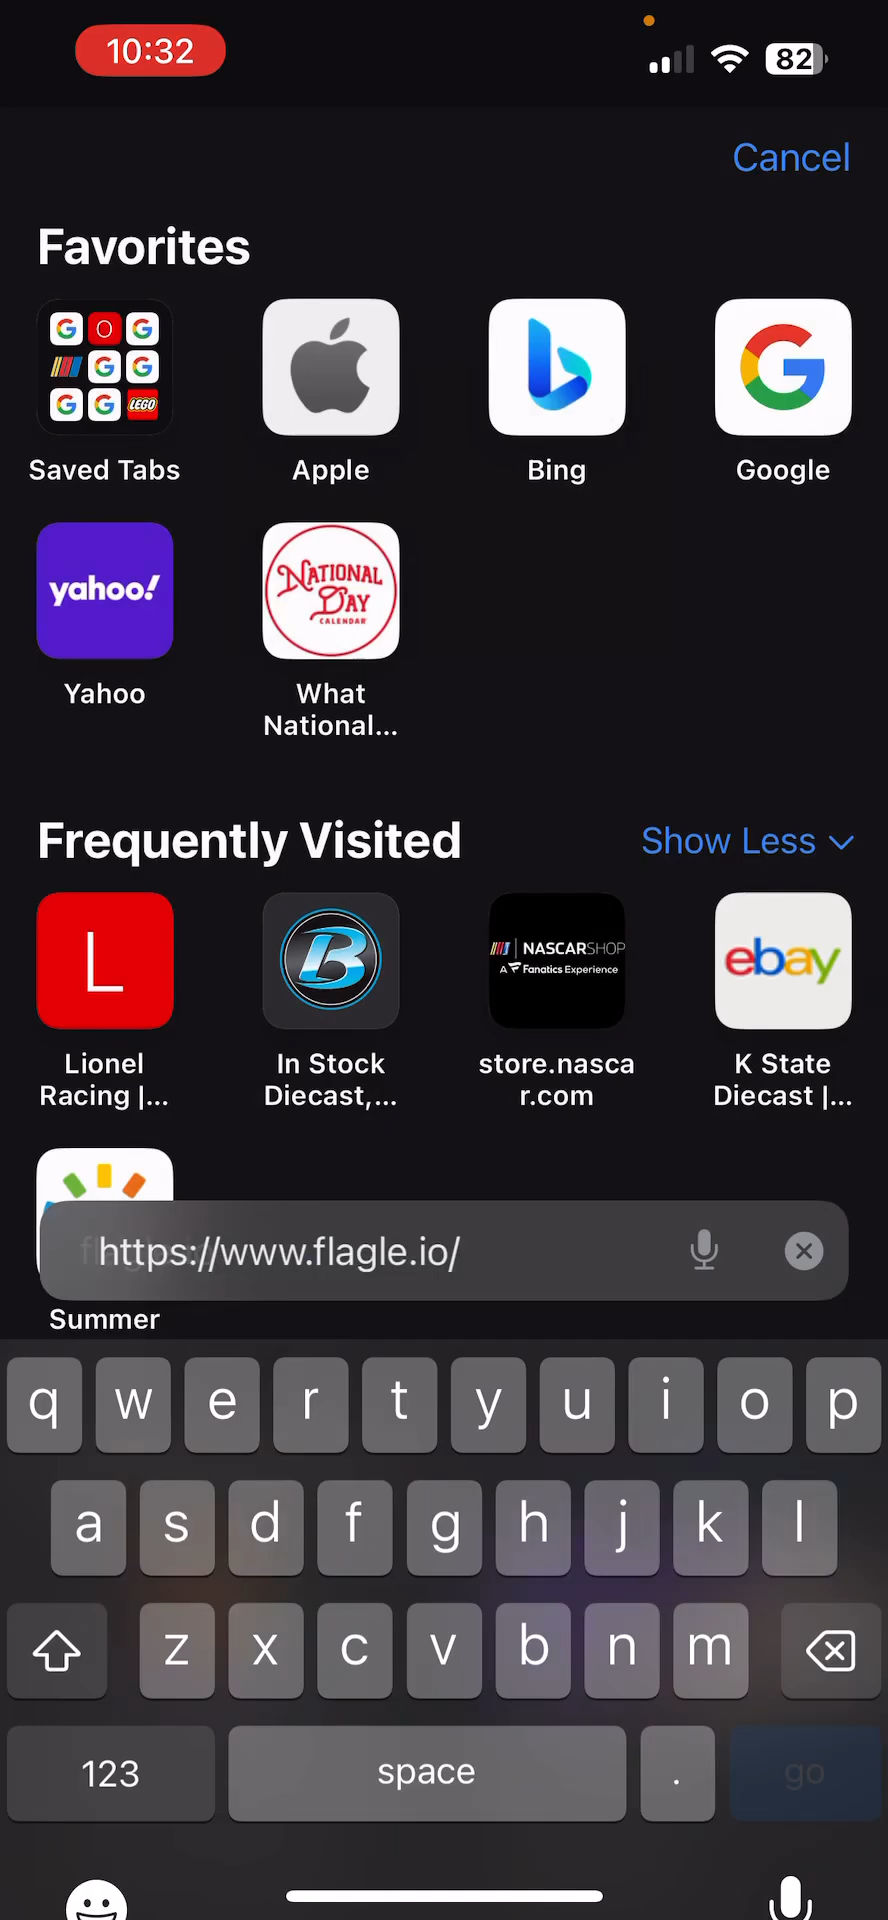 10:32
82
Cancel
Favorites
LEGO
Saved Tabs
Apple
Bing
Google
yahoo!
NATIONAL
DAY
CALENDAR
Yahoo
What
National...
Frequently Visited
Show Less
L
B
NASCARSHOP
A Fanatics Experience
ebay
Lionel
Racing |...
In Stock
Diecast,...
store.nasca
r.com
K State
Diecast |...
https://www.flagle.io/
Summer
q w e r t y u i o p
a s d f g h j k l
z x c v b n m
123
space
.
go